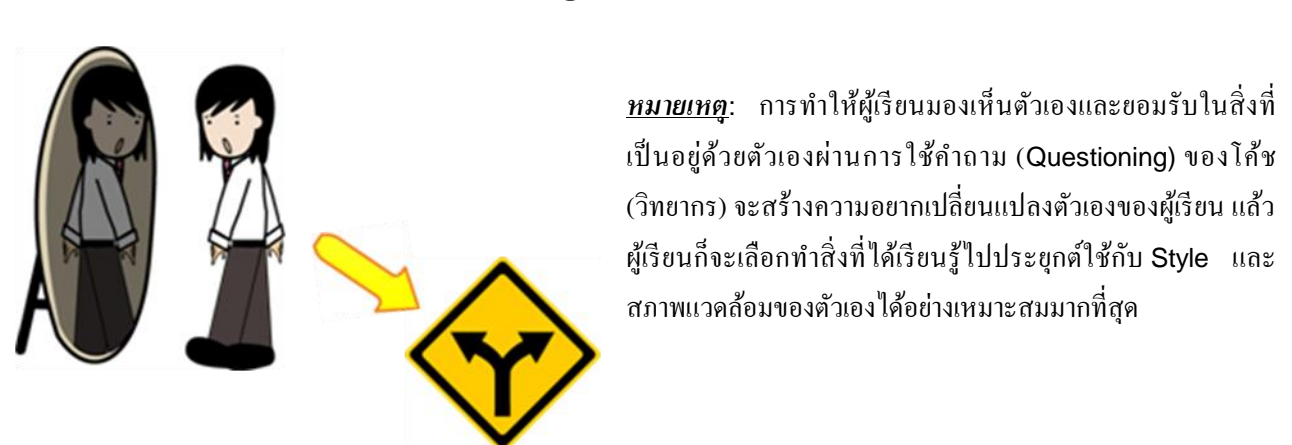 หมายเหตุ: การทำให้ผู้เรียนมองเห็นตัวเองและยอมรับในสิ่งที่
เป็นอยู่ด้วยตัวเองผ่านการใช้คำถาม (Questioning) ของโค้ช
(วิทยากร) จะสร้างความอยากเปลี่ยนแปลงตัวเองของผู้เรียน แล้ว
ผู้เรียนก็จะเลือกทำสิ่งที่ได้เรียนรู้ไปประยุกต์ใช้กับ Style และ
สภาพแวดล้อมของตัวเองได้อย่างเหมาะสมมากที่สุด